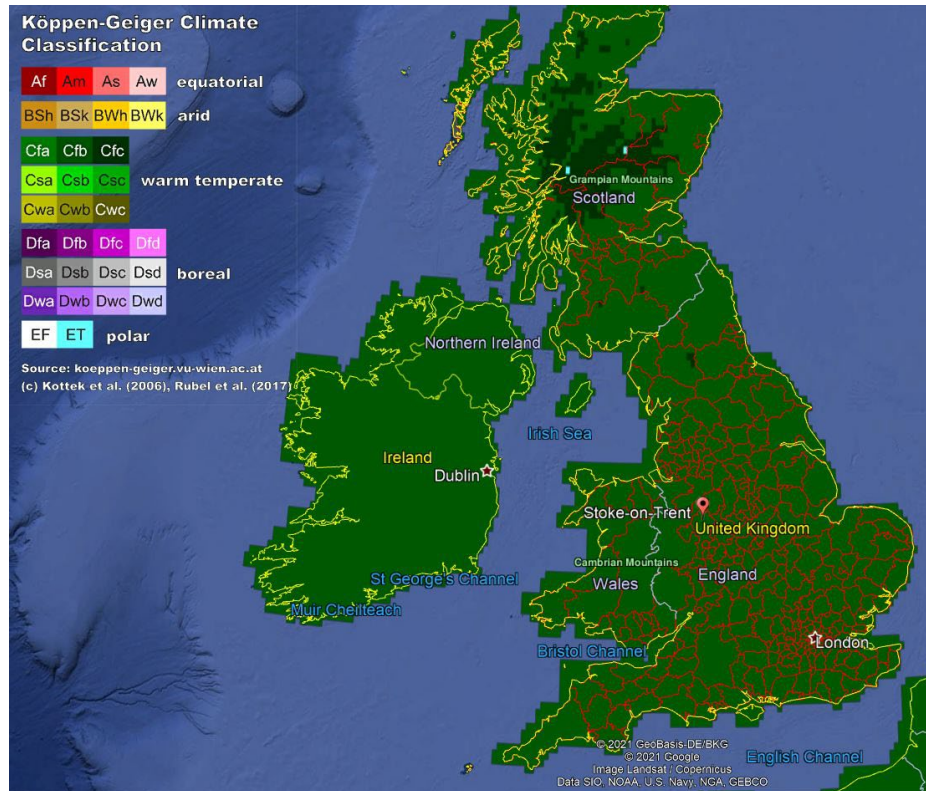 Köppen-Geiger Climate
Classification
Af Am As Aw equatorial
BSh BSk BWh BWk arid
Cfa Cfb Cfc
Csa Csb Csc warm temperate
Cwa Cwb Cwc
Dfa Dfb Dfc Dfd
Dsa Dsb Dsc Dsd boreal
Dwa Dwb Dwc Dwd
EF ET polar
Source: koeppen-geiger.vu-wien.ac.at
(c) Kottek et al. (2006), Rubel et al. (2017)
Grampian Mountains
Scotland
Northern Ireland
Irish Sea
Ireland
Dublin
Stoke-on-Trent
United Kingdom
Cambrian Mountains
England
St George's Channel
Wales
Muir Cheilteach
London
Bristol Channel
© 2021 GeoBasis-DE/BKG
© 2021 Google
English Channel
Image Landsat / Copernicus
Data SIO, NOAA, U.S. Navy, NGA, GEBCO